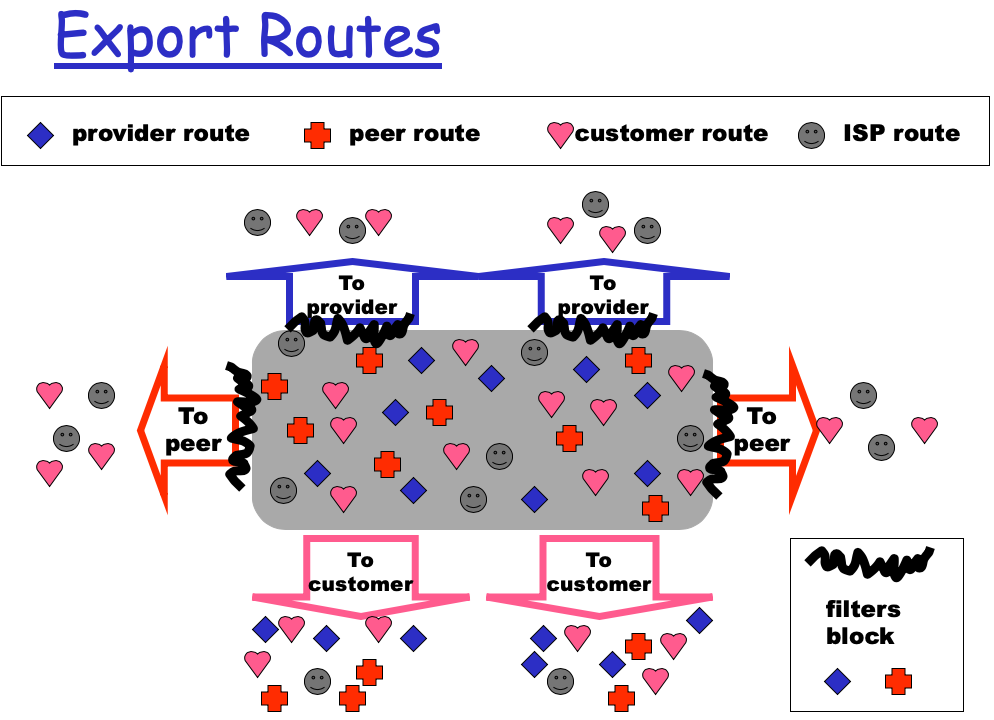 Export Routes
provider route peer route customer route ISP route
To
provider
To
provider
To
peer
To
peer
To
customer
To
customer
filters
block